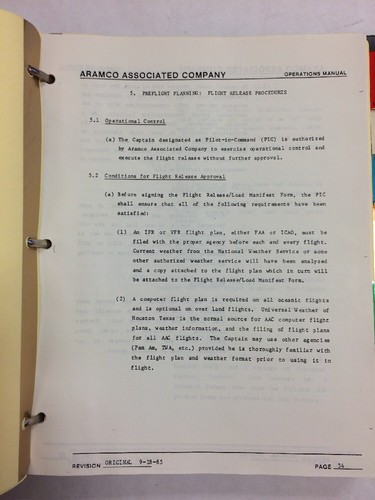 ARAMCO ASSOCIATED COMPANY OPERATIONS MANUAL
5. PREFLIGHT PLANNING: FLIGHT RELEASE PROCEDURES
5.1 Operational Control
(a) The Captain designated as Pilot-in-Command (PIC) is authorized
by Aramco Associated Company to exercise operational control and
execute the flight release without further approval.
5.2 Conditions for Flight Release Approval
(a) Before signing the Flight Release/Load Manifest Form, the PIC
shall ensure that all of the following requirements have been
satisfied:
(1) An IFR or VFR flight plan, either FAA or ICAO, must be
filed with the proper agency before each and every flight.
Current weather from the National Weather Service or some
other authorized weather service will have been analyzed
and a copy attached to the flight plan which in turn will
be attached to the Flight Release/Load Manifest Form.
(2) A computer flight plan is required on all oceanic flights
and is optional on over land flights. Universal Weather of
Houston Texas is the normal source for AAC computer flight
plans, weather information, and the filing of flight plans
for all AAC flights. The Captain may use other agencies
(Pan Am, TWA, etc.) provided he is thoroughly familiar with
the flight plan and weather format prior to using it in
flight.
REVISION ORIGINAL 9-18-85 PAGE 34